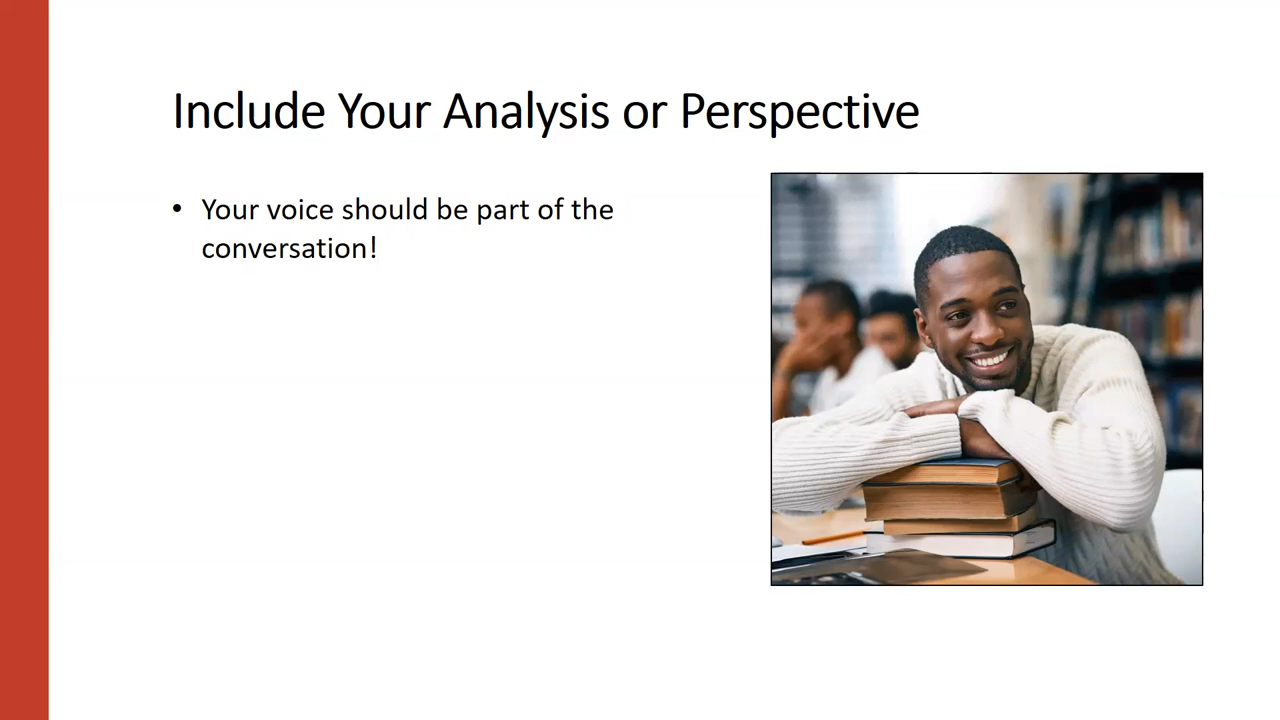 Include Your Analysis or Perspective
• Your voice should be part of the
conversation!